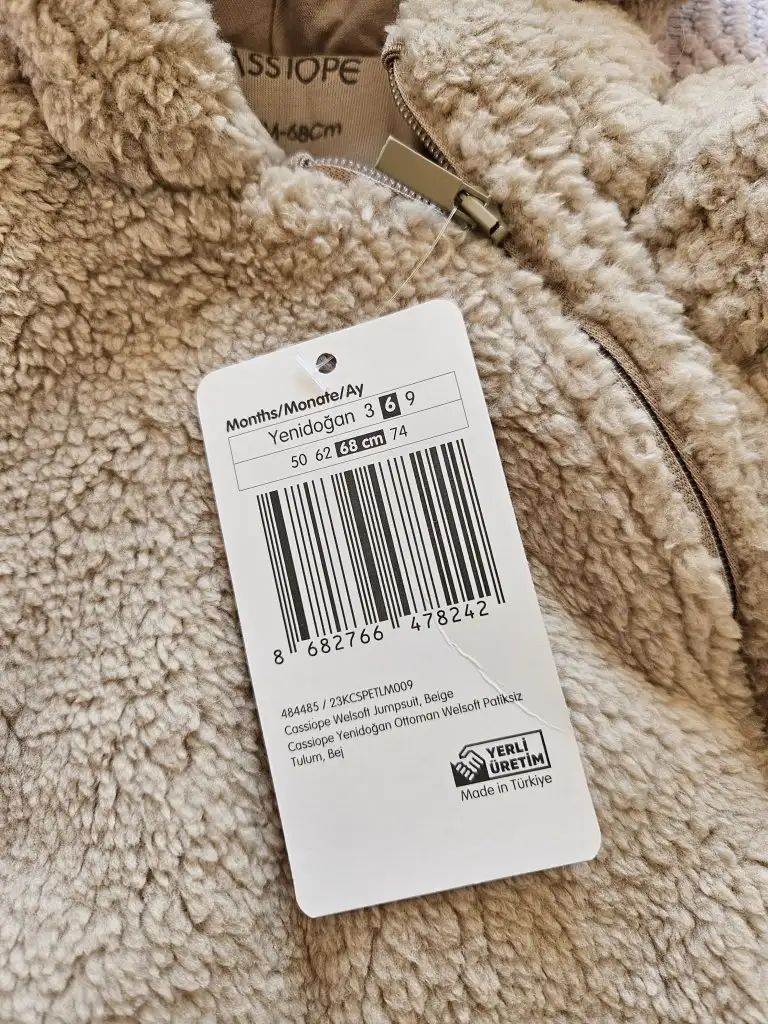 ASSIOPE
M-68Cm
Months/Monate/Ay
Yenidoğan 3 6 9
50 62 68 cm 74
8 682766 478242
484485 / 23KCSPETLM009
Cassiope Welsoft Jumpsuit, Beige
Cassiope Yenidoğan Ottoman Welsoft Patiksiz
Tulum, Bej
YERLİ
ÜRETİM
Made in Türkiye